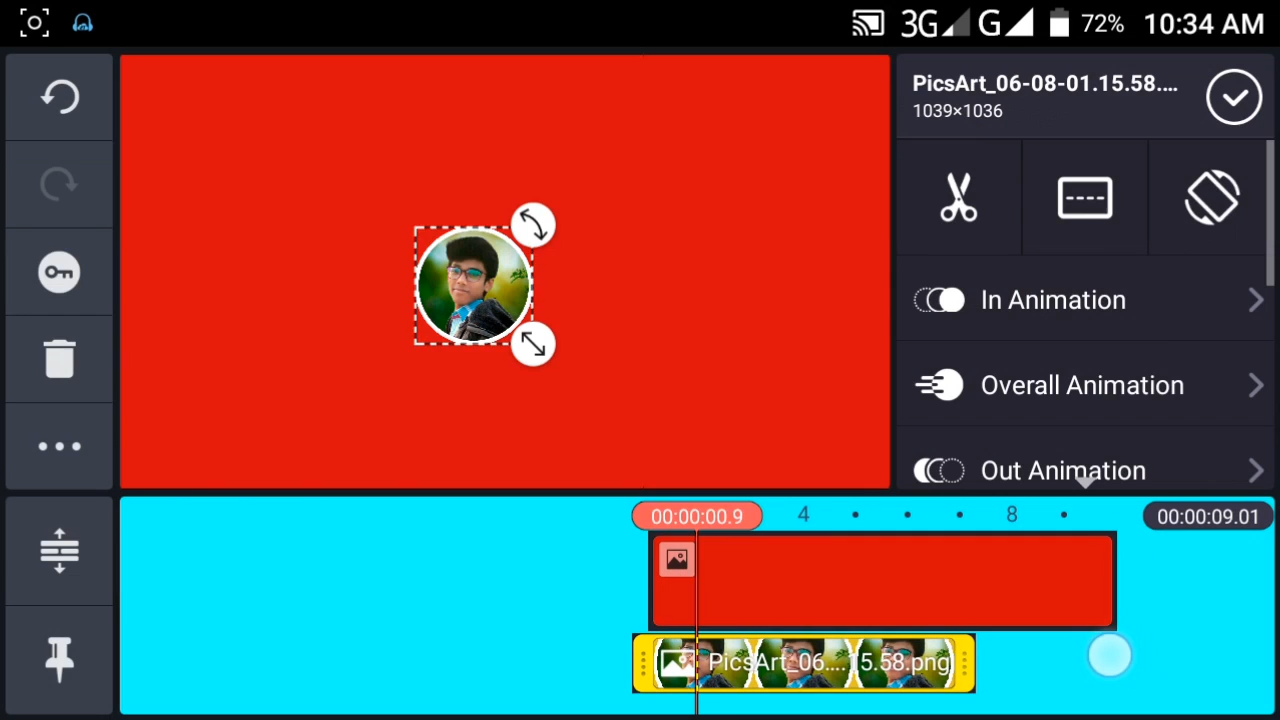 3G G 72% 10:34 AM
PicsArt_06-08-01.15.58....
1039×1036
In Animation
Overall Animation
Out Animation
00:00:00.9 4 8 00:00:09.01
PicsArt_06....15.58.png